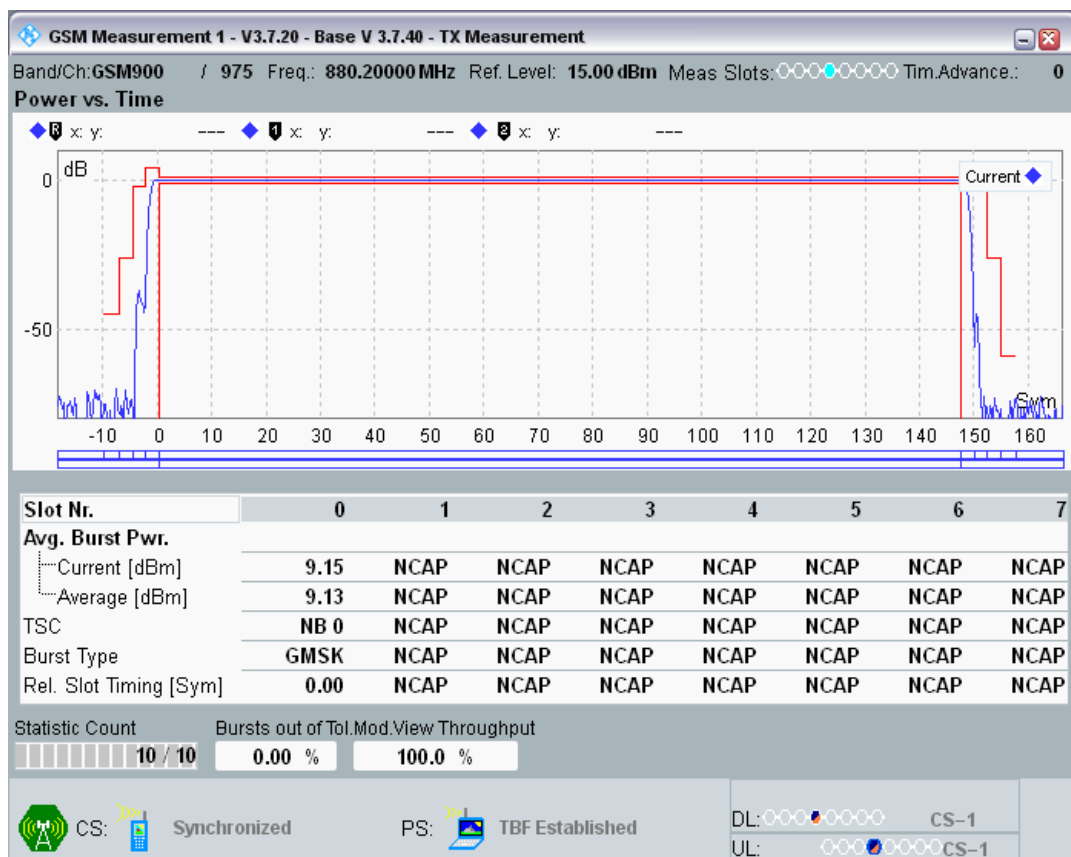 GSM Measurement 1 - V3.7.20 - Base V 3.7.40 - TX Measurement
Band/Ch:GSM900 / 975 Freq.: 880.20000 MHz Ref. Level: 15.00 dBm Meas Slots: Tim.Advance.: 0
Power vs. Time
R x: y: --- 1 x: y: --- 2 x: y: ---
dB
Current
0
-50
Sym
-10 0 10 20 30 40 50 60 70 80 90 100 110 120 130 140 150 160
Slot Nr. 0 1 2 3 4 5 6 7
Avg. Burst Pwr.
Current [dBm] 9.15 NCAP NCAP NCAP NCAP NCAP NCAP NCAP
Average [dBm] 9.13 NCAP NCAP NCAP NCAP NCAP NCAP NCAP
TSC NB 0 NCAP NCAP NCAP NCAP NCAP NCAP NCAP
Burst Type GMSK NCAP NCAP NCAP NCAP NCAP NCAP NCAP
Rel. Slot Timing [Sym] 0.00 NCAP NCAP NCAP NCAP NCAP NCAP NCAP
Statistic Count Bursts out of Tol.Mod.View Throughput
10 / 10 0.00 % 100.0 %
CS: Synchronized PS: TBF Established
DL: CS-1
UL: CS-1